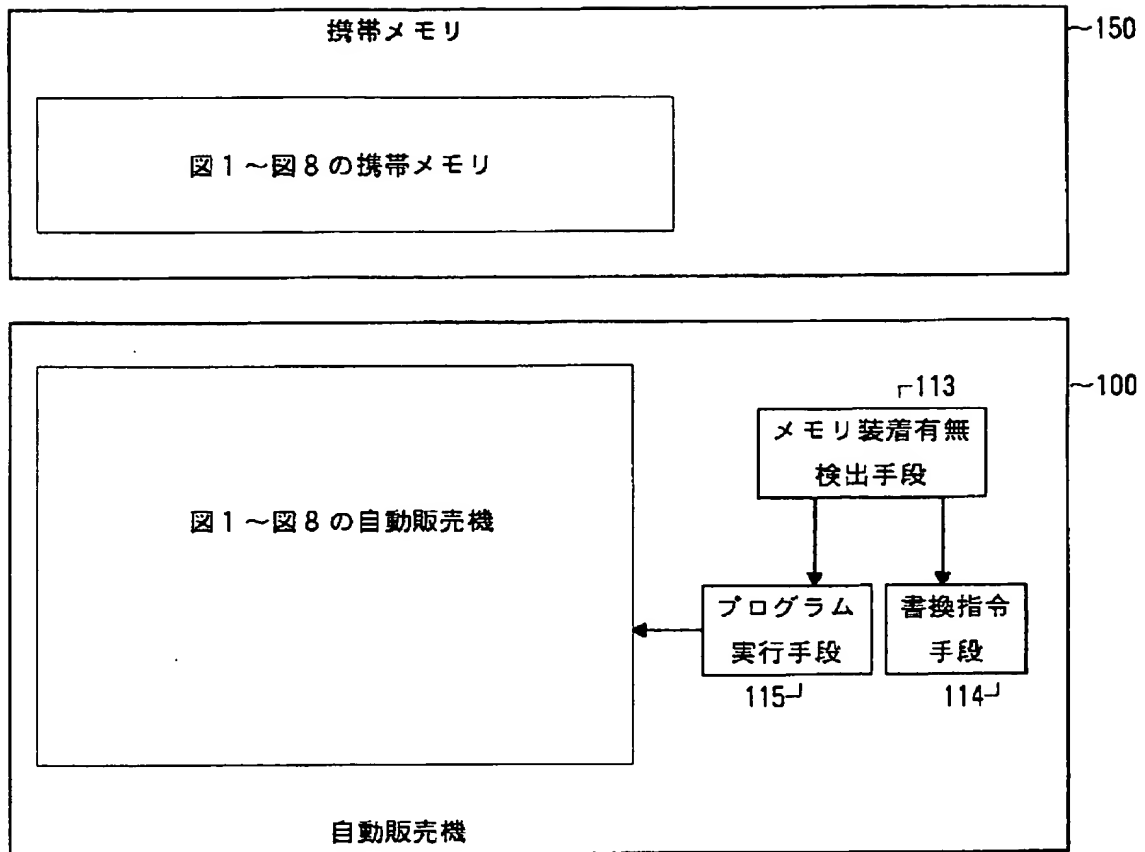 携帯メモリ
~150
図1~図8の携帯メモリ
~100
113
メモリ装着有無
検出手段
図1~図8の自動販売機
プログラム
実行手段
115
書換指令
手段
114
自動販売機